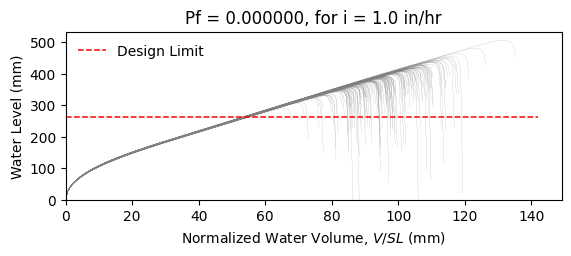 Pf = 0.000000, for i = 1.0 in/hr
Design Limit
Water Level (mm)
500
400
300
200
100
0
0 20 40 60 80 100 120 140
Normalized Water Volume, V/SL (mm)